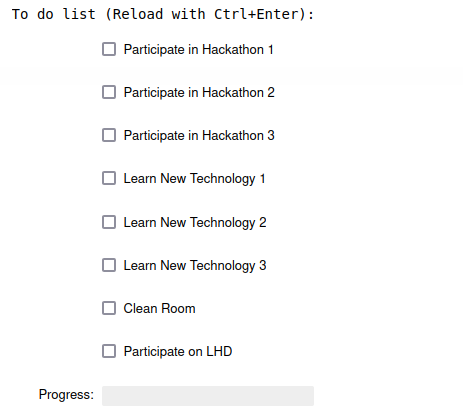 To do list (Reload with Ctrl+Enter):
Participate in Hackathon 1
Participate in Hackathon 2
Participate in Hackathon 3
Learn New Technology 1
Learn New Technology 2
Learn New Technology 3
Clean Room
Participate on LHD
Progress: